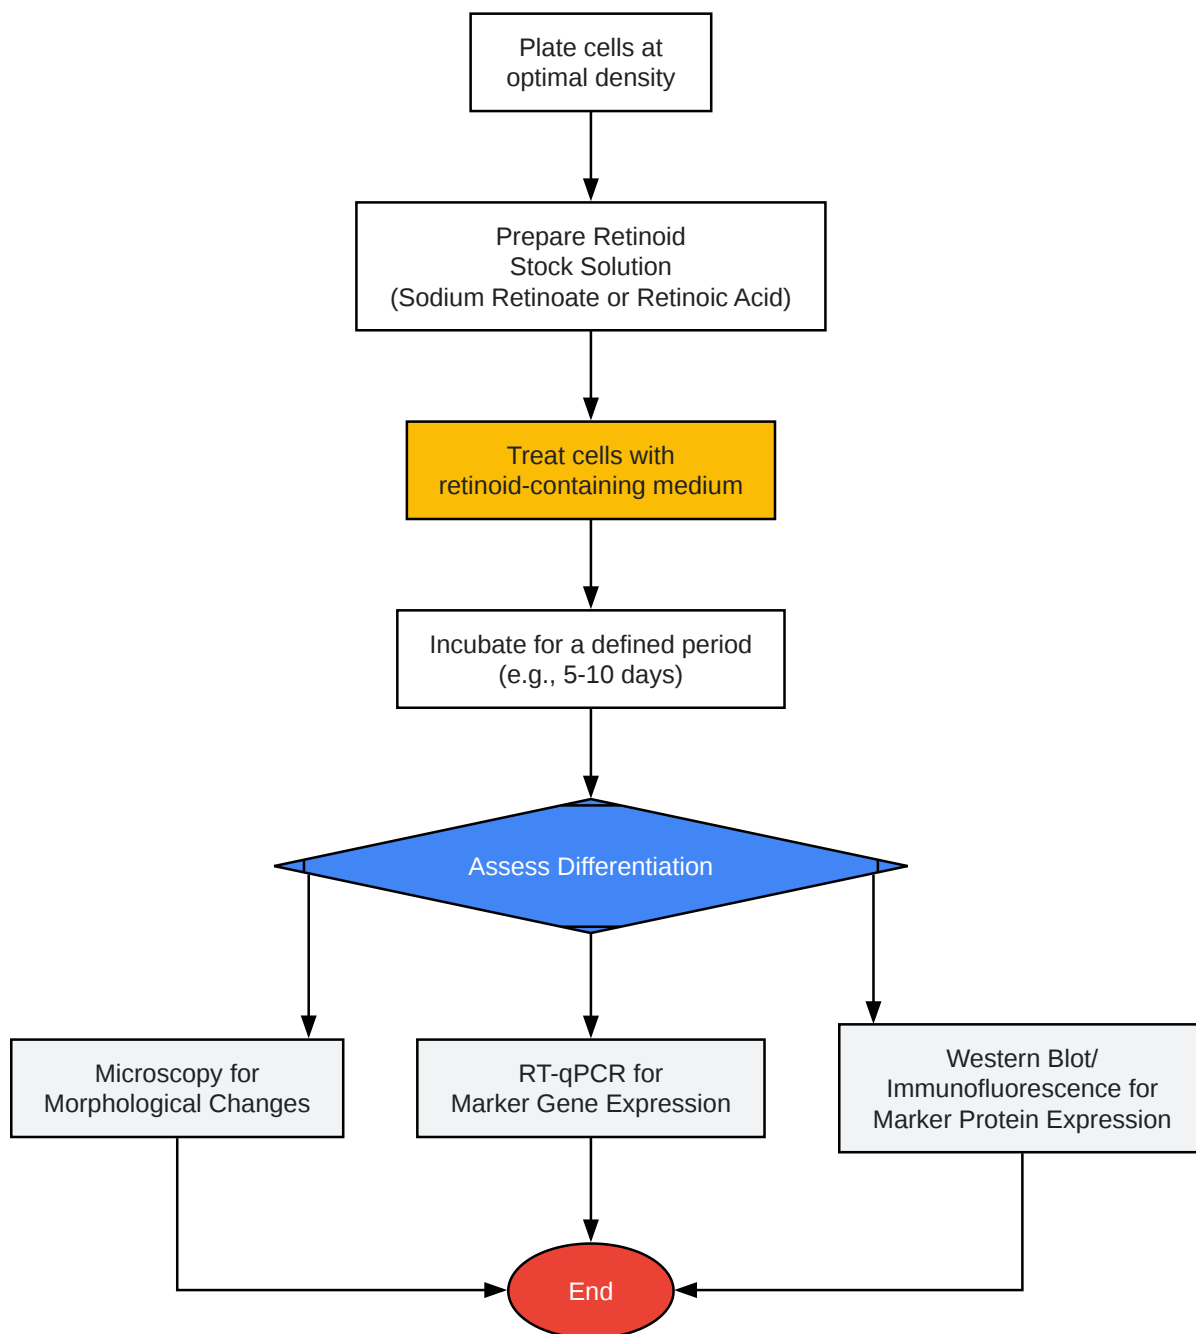 Plate cells at
optimal density
Prepare Retinoid
Stock Solution
(Sodium Retinoate or Retinoic Acid)
Treat cells with
retinoid-containing medium
Incubate for a defined period
(e.g., 5-10 days)
Assess Differentiation
Microscopy for
Morphological Changes
RT-qPCR for
Marker Gene Expression
Western Blot/
Immunofluorescence for
Marker Protein Expression
End